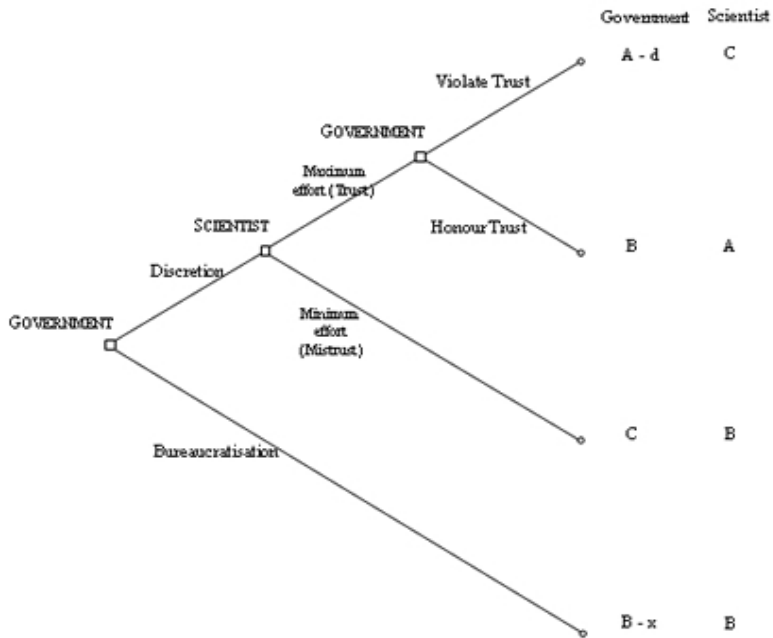 Government Scientist
A - d C
Violate Trust
GOVERNMENT
Maximum
effort (Trust)
SCIENTIST
Honour Trust
B A
Discretion
Minimum
effort
(Mistrust)
GOVERNMENT
C B
Bureaucratisation
B - x B